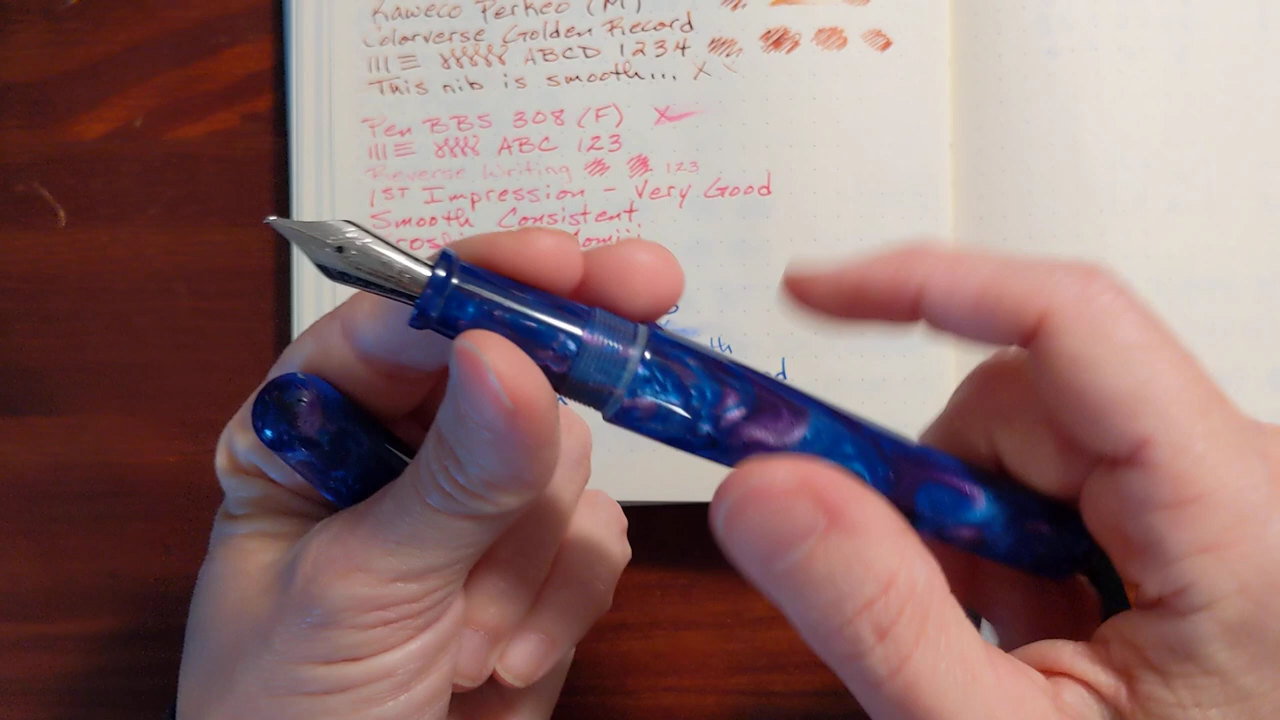 Kaweco Perkeo (M)
Colorverse Golden Record
ABCD 1234
This nib is smooth... X
Pen BBS 308 (F) X
ABC 123
Reverse Writing 123
1ST Impression - Very Good
Smooth Consistent
th
d